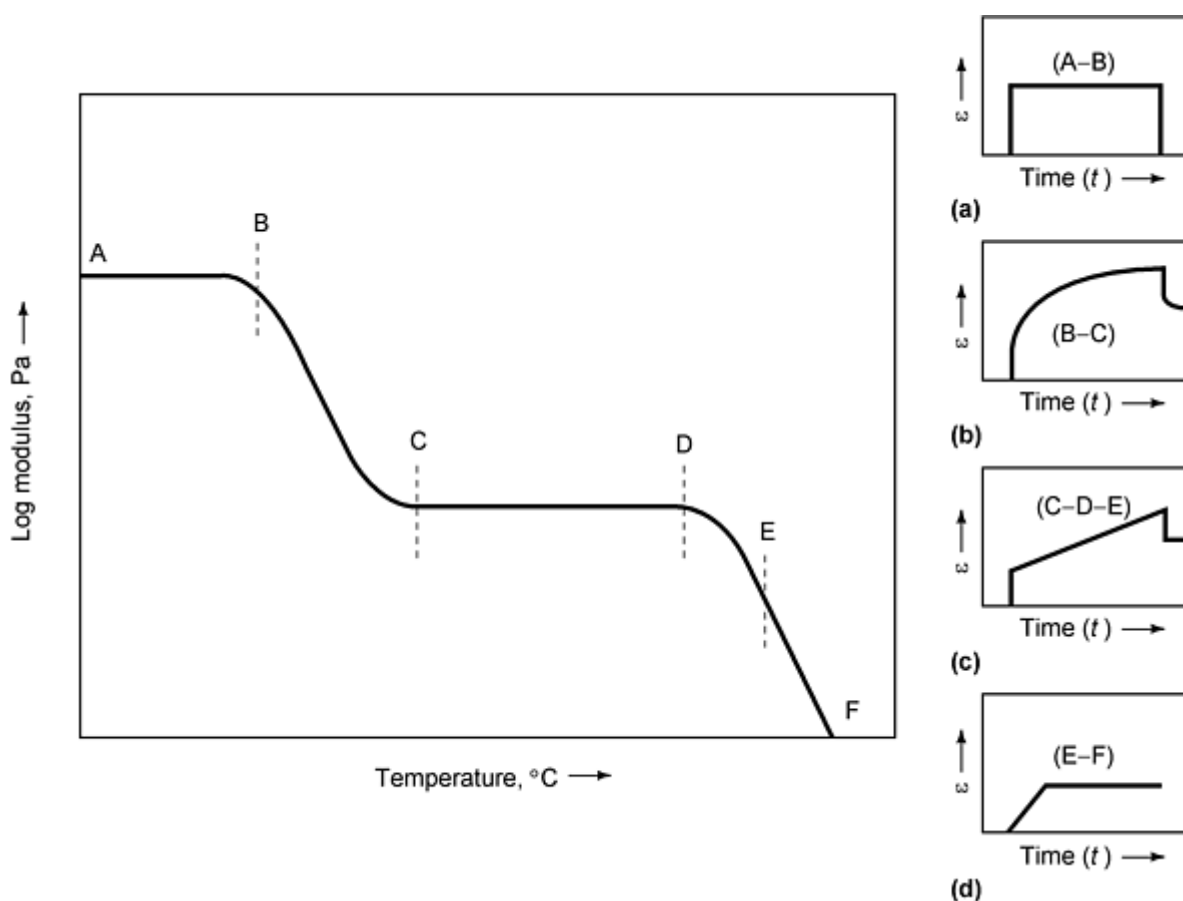 Log modulus, Pa
A
B
C
D
E
F
Temperature, °C
(A–B)
ε
Time (t)
(a)
(B–C)
ε
Time (t)
(b)
(C–D–E)
ε
Time (t)
(c)
(E–F)
ε
Time (t)
(d)